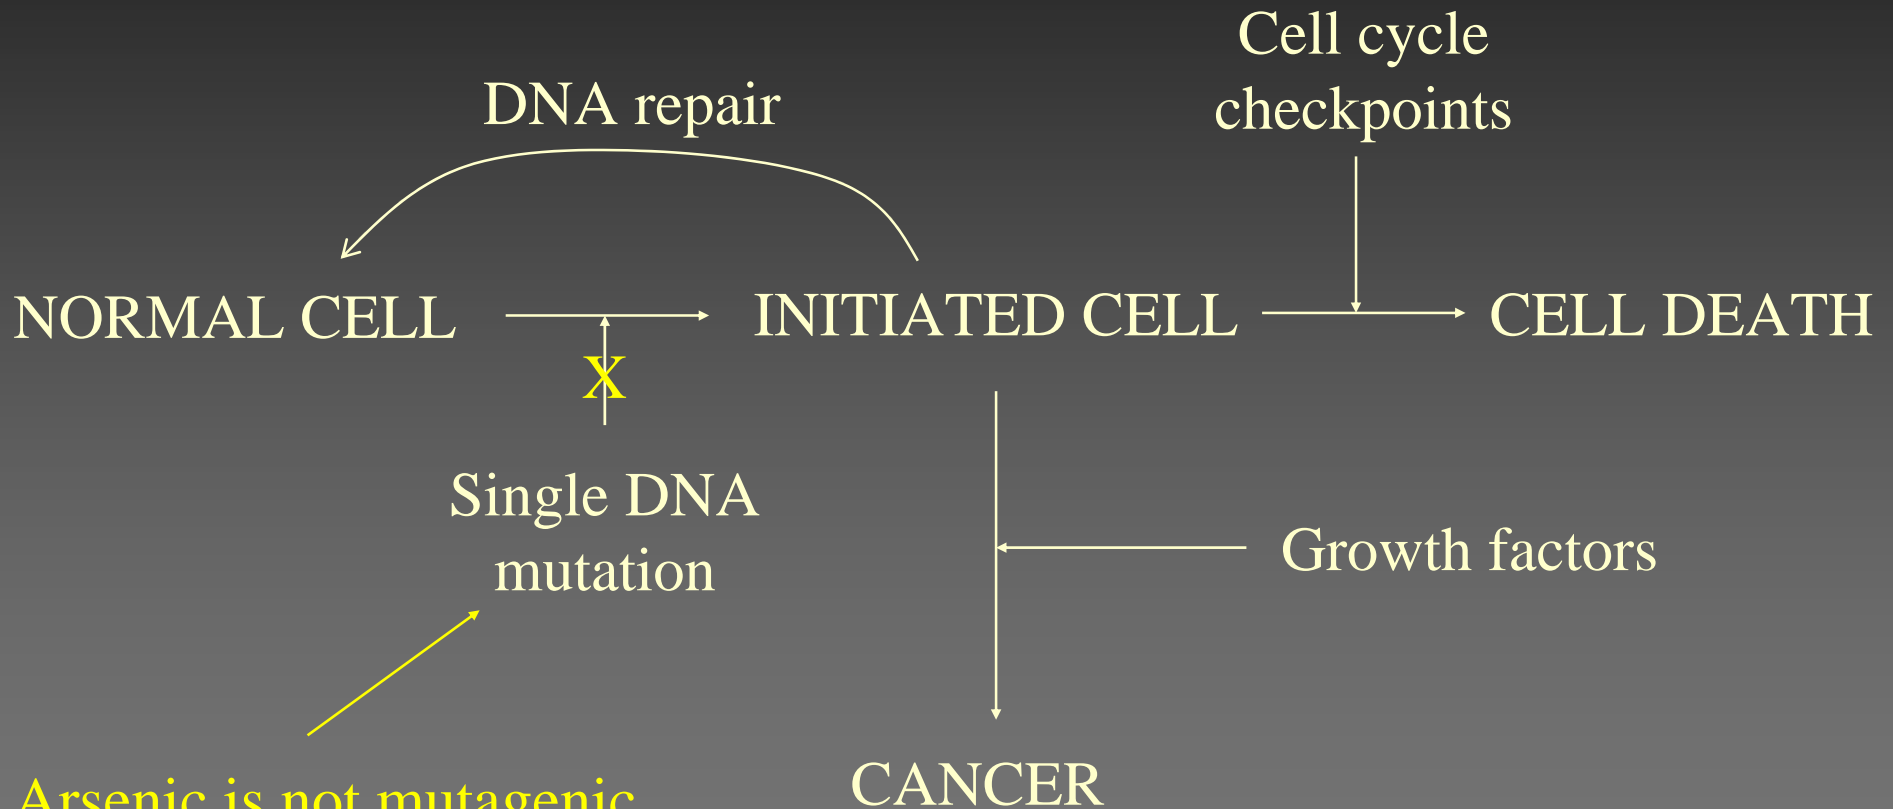 Cell cycle
checkpoints
DNA repair
NORMAL CELL
INITIATED CELL
CELL DEATH
X
Single DNA
mutation
Growth factors
CANCER
Arsenic is not mutagenic